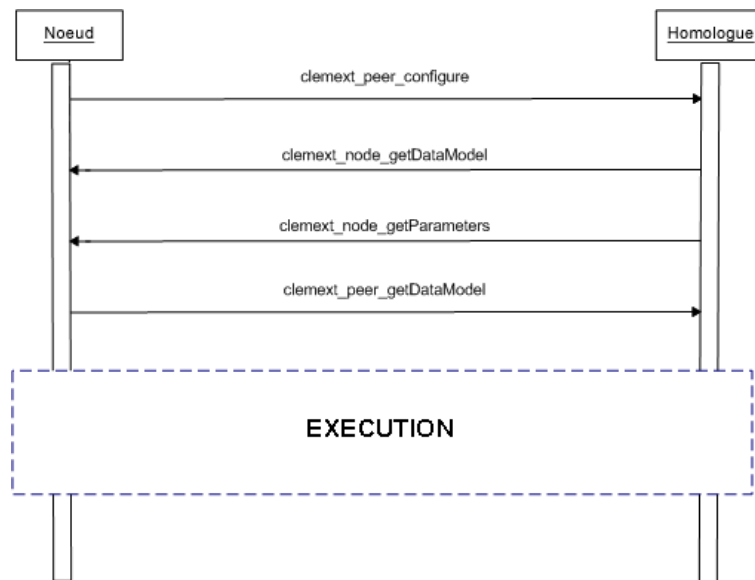 Noeud
Homologue
clemext_peer_configure
clemext_node_getDataModel
clemext_node_getParameters
clemext_peer_getDataModel
EXECUTION